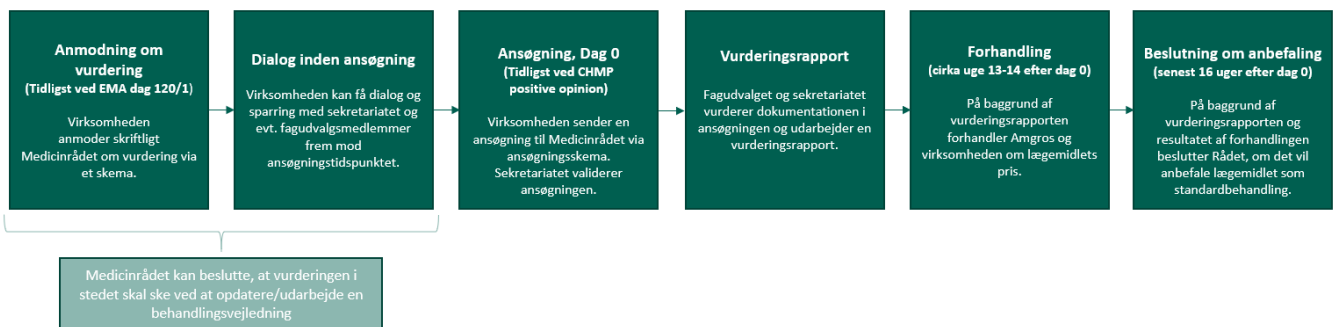 Anmodning om
vurdering
(Tidligst ved EMA dag 120/1)
Virksomheden
anmoder skriftligt
Medicinrådet om vurdering via
et skema.
Dialog inden ansøgning
Virksomheden kan få dialog og
sparring med sekretariatet og
evt. fagudvalgsmedlemmer
frem mod
ansøgningstidspunktet.
Ansøgning, Dag 0
(Tidligst ved CHMP
positive opinion)
Virksomheden sender en
ansøgning til Medicinrådet via
ansøgningsskema.
Sekretariatet validerer
ansøgningen.
Vurderingsrapport
Fagudvalget og sekretariatet
vurderer dokumentationen i
ansøgningen og udarbejder en
vurderingsrapport.
Forhandling
(cirka uge 13-14 efter dag 0)
På baggrund af
vurderingsrapporten
forhandler Amgros og
virksomheden om lægemidlets
pris.
Beslutning om anbefaling
(senest 16 uger efter dag 0)
På baggrund af
vurderingsrapporten og
resultatet af forhandlingen
beslutter Rådet, om det vil
anbefale lægemidlet som
standardbehandling.
Medicinrådet kan beslutte, at vurderingen i
stedet skal ske ved at opdatere/udarbejde en
behandlingsvejledning